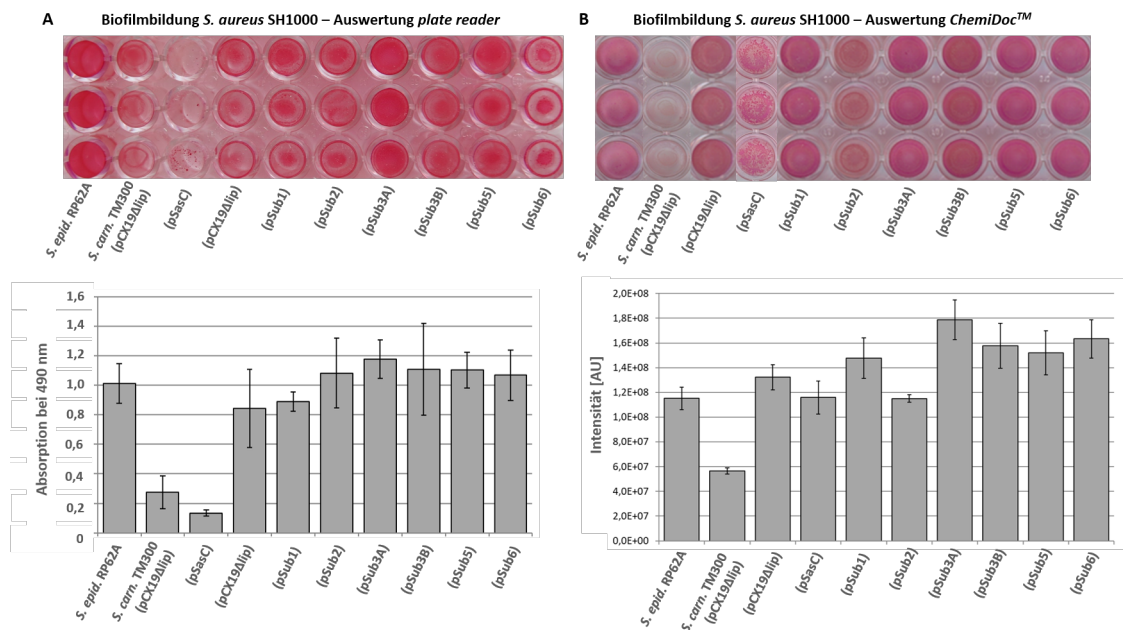 A
Biofilmbildung S. aureus SH1000 – Auswertung plate reader
S. epid. RP62A
S. carn. TM300
(pCX19Δlip)
(pSasC)
(pCX19Δlip)
(pSub1)
(pSub2)
(pSub3A)
(pSub3B)
(pSub5)
(pSub6)
Absorption bei 490 nm
1,6
1,4
1,2
1,0
0,8
0,6
0,4
0,2
0
S. epid. RP62A
S. carn. TM300
(pCX19Δlip)
(pSasC)
(pCX19Δlip)
(pSub1)
(pSub2)
(pSub3A)
(pSub3B)
(pSub5)
(pSub6)
B
Biofilmbildung S. aureus SH1000 – Auswertung ChemiDoc™
S. epid. RP62A
S. carn. TM300
(pCX19Δlip)
(pCX19Δlip)
(pSasC)
(pSub1)
(pSub2)
(pSub3A)
(pSub3B)
(pSub5)
(pSub6)
Intensität [AU]
2,0E+08
1,8E+08
1,6E+08
1,4E+08
1,2E+08
1,0E+08
8,0E+07
6,0E+07
4,0E+07
2,0E+07
0,0E+00
S. epid. RP62A
S. carn. TM300
(pCX19Δlip)
(pCX19Δlip)
(pSasC)
(pSub1)
(pSub2)
(pSub3A)
(pSub3B)
(pSub5)
(pSub6)